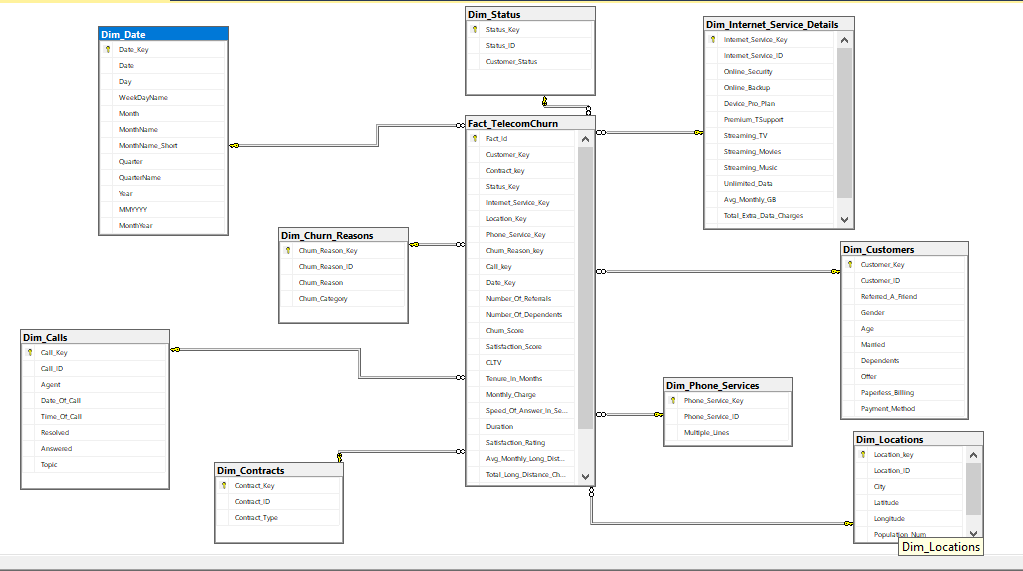 Dim_Date
Date_Key
Date
Day
WeekDayName
Month
MonthName
MonthName_Short
Quarter
QuarterName
Year
MMYYYY
MonthYear
Dim_Status
Status_Key
Status_ID
Customer_Status
Dim_Internet_Service_Details
Internet_Service_Key
Internet_Service_ID
Online_Security
Online_Backup
Device_Pro_Plan
Premium_TSupport
Streaming_TV
Streaming_Movies
Streaming_Music
Unlimited_Data
Avg_Monthly_GB
Total_Extra_Data_Charges
Fact_TelecomChurn
Fact_Id
Customer_Key
Contract_key
Status_Key
Internet_Service_Key
Location_Key
Phone_Service_Key
Churn_Reason_key
Call_key
Date_Key
Number_Of_Referrals
Number_Of_Dependents
Churn_Score
Satisfaction_Score
CLTV
Tenure_In_Months
Monthly_Charge
Speed_Of_Answer_In_Se...
Duration
Satisfaction_Rating
Avg_Monthly_Long_Dist...
Total_Long_Distance_Ch...
Dim_Churn_Reasons
Churn_Reason_Key
Churn_Reason_ID
Churn_Reason
Churn_Category
Dim_Customers
Customer_Key
Customer_ID
Referred_A_Friend
Gender
Age
Married
Dependents
Offer
Paperless_Billing
Payment_Method
Dim_Calls
Call_Key
Call_ID
Agent
Date_Of_Call
Time_Of_Call
Resolved
Answered
Topic
Dim_Phone_Services
Phone_Service_Key
Phone_Service_ID
Multiple_Lines
Dim_Contracts
Contract_Key
Contract_ID
Contract_Type
Dim_Locations
Location_key
Location_ID
City
Latitude
Longitude
Population_Num
Dim_Locations